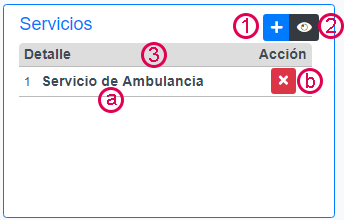 Servicios
1
2
Detalle
3
Acción
1 Servicio de Ambulancia
a
b